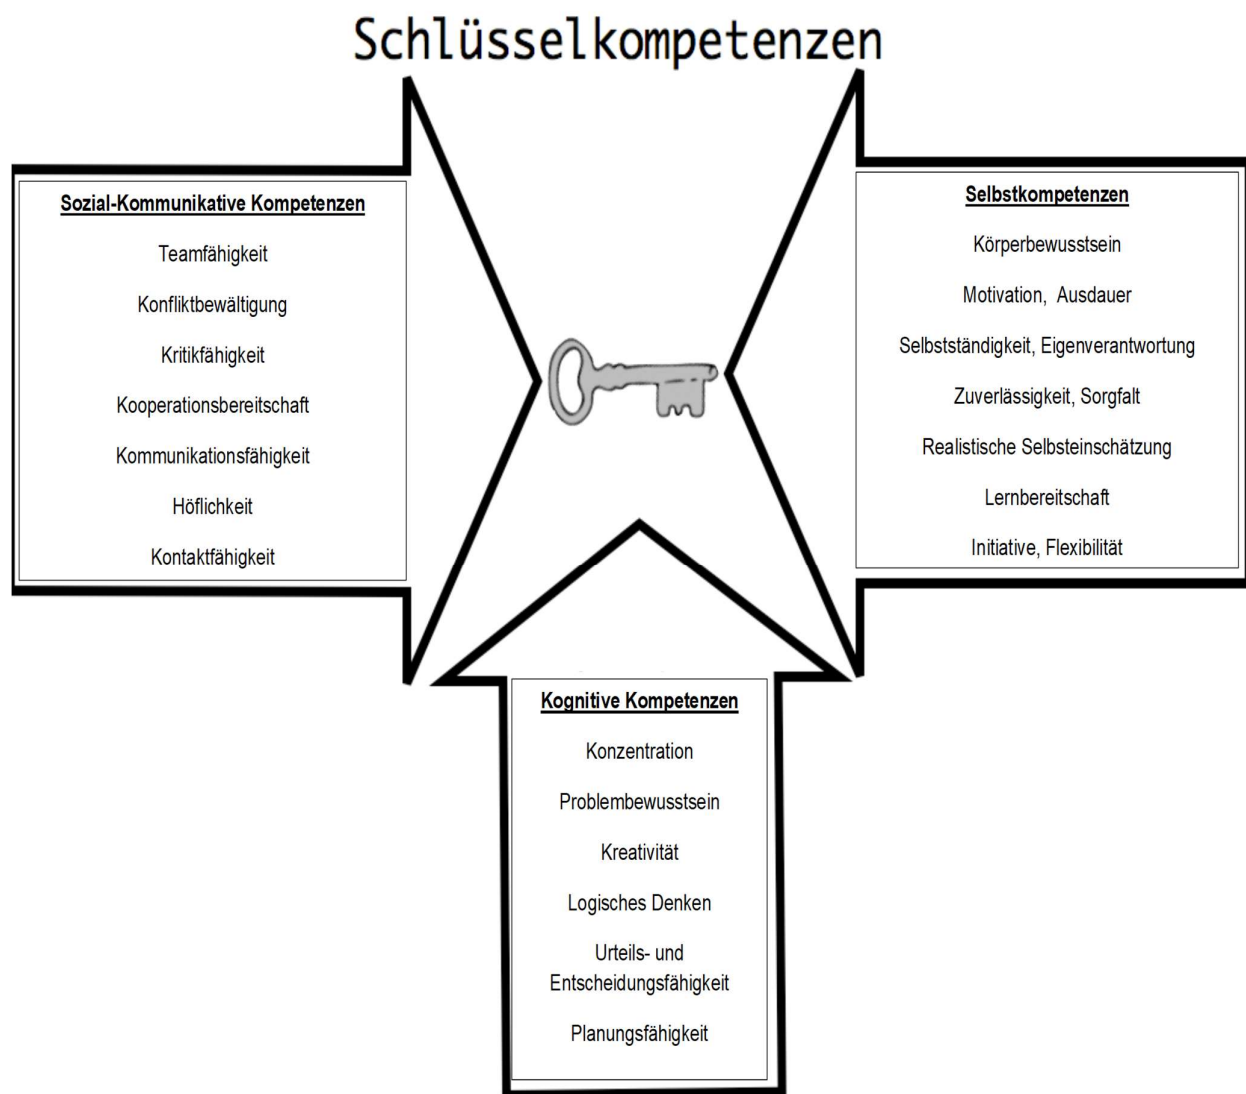 Schlüsselkompetenzen
Sozial-Kommunikative Kompetenzen
Teamfähigkeit
Konfliktbewältigung
Kritikfähigkeit
Kooperationsbereitschaft
Kommunikationsfähigkeit
Höflichkeit
Kontaktfähigkeit
Selbstkompetenzen
Körperbewusstsein
Motivation, Ausdauer
Selbstständigkeit, Eigenverantwortung
Zuverlässigkeit, Sorgfalt
Realistische Selbsteinschätzung
Lernbereitschaft
Initiative, Flexibilität
Kognitive Kompetenzen
Konzentration
Problembewusstsein
Kreativität
Logisches Denken
Urteils- und
Entscheidungsfähigkeit
Planungsfähigkeit